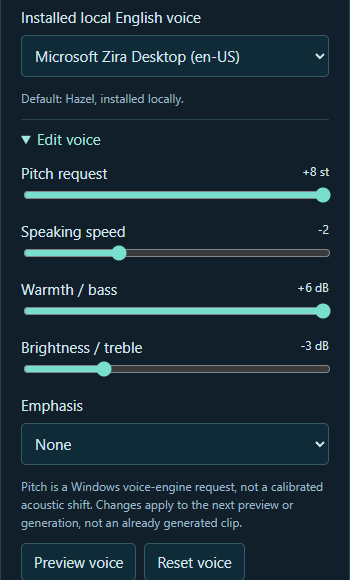 Installed local English voice
Microsoft Zira Desktop (en-US)
Default: Hazel, installed locally.
▼ Edit voice
Pitch request +8 st
Speaking speed -2
Warmth / bass +6 dB
Brightness / treble -3 dB
Emphasis
None
Pitch is a Windows voice-engine request, not a calibrated
acoustic shift. Changes apply to the next preview or
generation, not an already generated clip.
Preview voice Reset voice